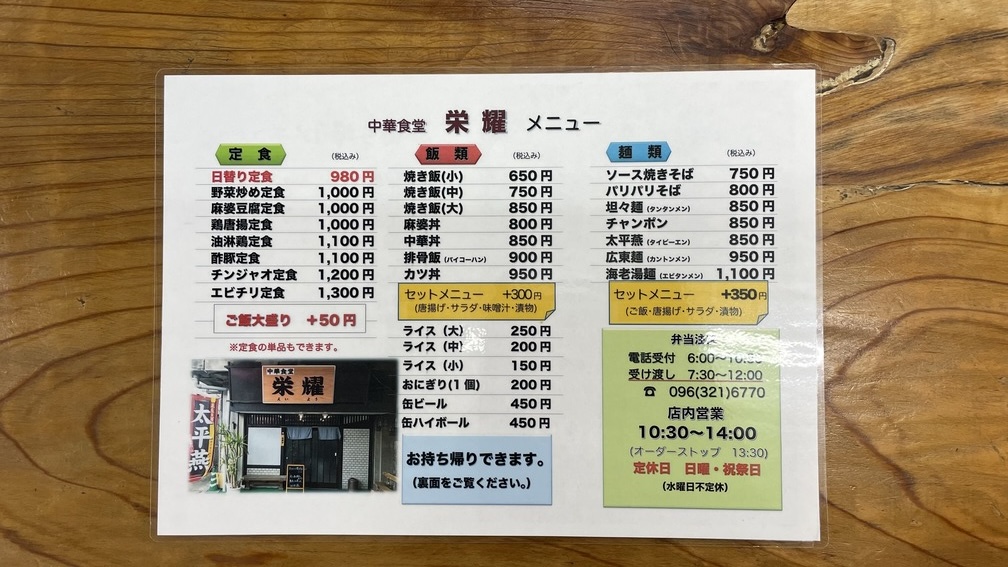 中華食堂 栄耀 メニュー
定食 (税込み)
日替り定食 980円
野菜炒め定食 1,000円
麻婆豆腐定食 1,000円
鶏唐揚定食 1,000円
油淋鶏定食 1,100円
酢豚定食 1,100円
チンジャオ定食 1,200円
エビチリ定食 1,300円
ご飯大盛り +50円
※定食の単品もできます。
中華食堂
栄耀
えいよう
太平燕
飯類 (税込み)
焼き飯(小) 650円
焼き飯(中) 750円
焼き飯(大) 850円
麻婆丼 800円
中華丼 850円
排骨飯 (パイコーハン) 900円
カツ丼 950円
セットメニュー +300円
(唐揚げ・サラダ・味噌汁・漬物)
ライス(大) 250円
ライス(中) 200円
ライス(小) 150円
おにぎり(1個) 200円
缶ビール 450円
缶ハイボール 450円
お持ち帰りできます。
(裏面をご覧ください。)
麺類 (税込み)
ソース焼きそば 750円
パリパリそば 800円
坦々麺 (タンタンメン) 850円
チャンポン 850円
太平燕 (タイピーエン) 850円
広東麺 (カントンメン) 950円
海老湯麺 (エビタンメン) 1,100円
セットメニュー +350円
(ご飯・唐揚げ・サラダ・漬物)
弁当注文
電話受付 6:00〜10:30
受け渡し 7:30〜12:00
☎ 096(321)6770
店内営業
10:30〜14:00
(オーダーストップ 13:30)
定休日 日曜・祝祭日
(水曜日不定休)